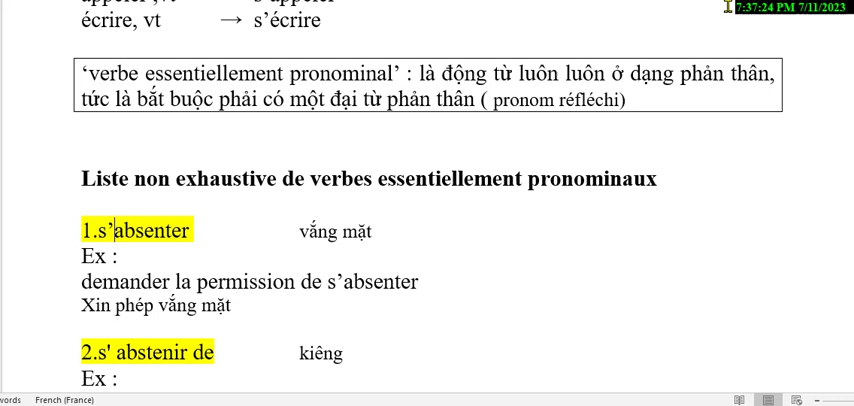 7:37:24 PM 7/11/2023
écrire, vt → s’écrire
‘verbe essentiellement pronominal’ : là động từ luôn luôn ở dạng phản thân,
tức là bắt buộc phải có một đại từ phản thân ( pronom réfléchi)
Liste non exhaustive de verbes essentiellement pronominaux
1.s’absenter vắng mặt
Ex :
demander la permission de s’absenter
Xin phép vắng mặt
2.s' abstenir de kiêng
Ex :
words French (France)